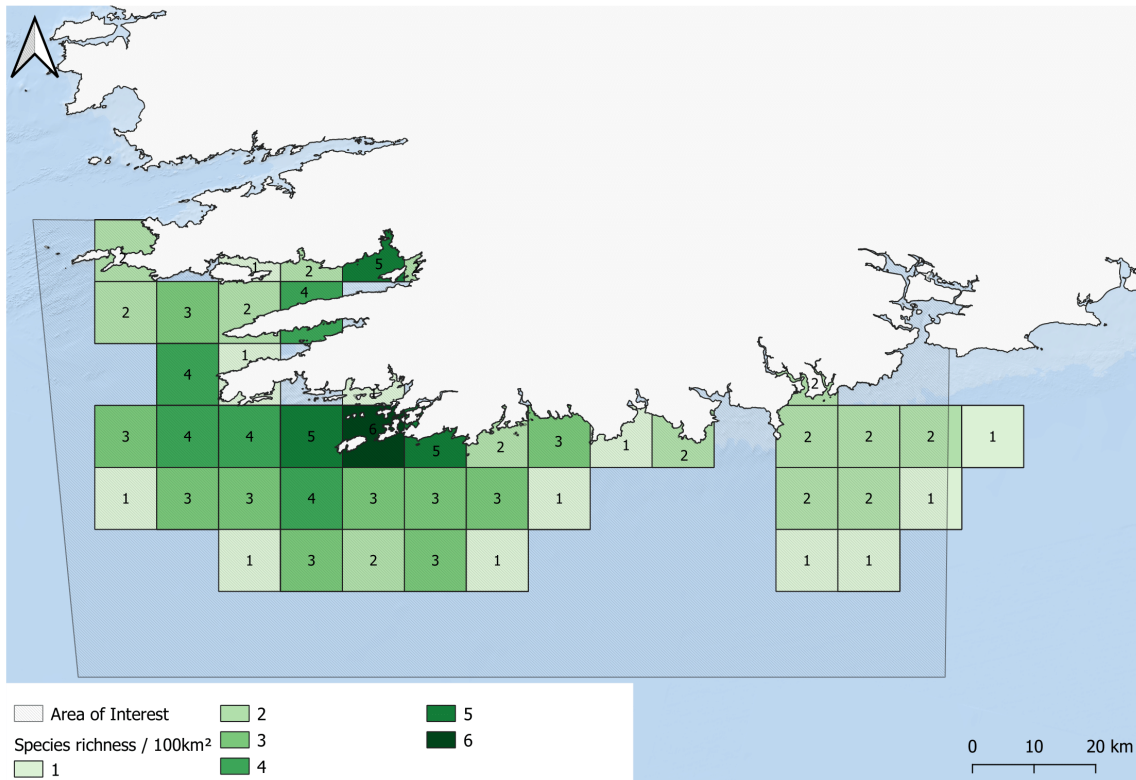 1 2 5
2 3 2 4
1
4
2
3 4 4 5 6 5 2 3 1 2 2 2 2 1
1 3 3 4 3 3 3 1 2 2 1
1 3 2 3 1 1 1
Area of Interest
Species richness / 100km²
1
2
3
4
5
6
0 10 20 km